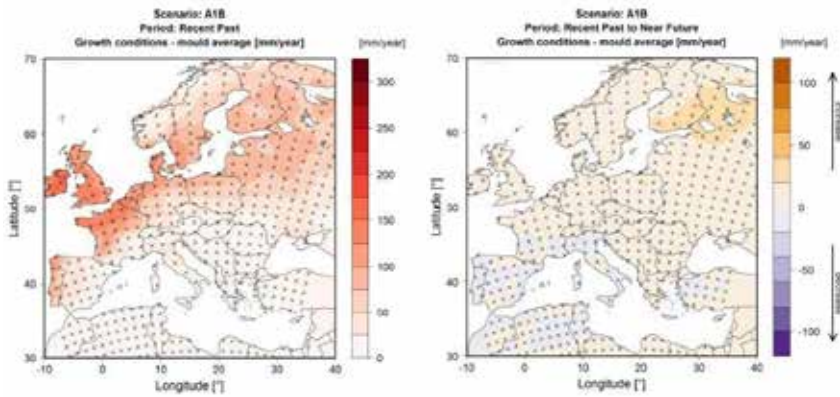 Scenario: A1B
Period: Recent Past
Growth conditions - mould average [mm/year]
[mm/year]
70
60
50
40
30
Latitude [°]
-10
0
10
20
30
40
Longitude [°]
300
250
200
150
100
50
0
Scenario: A1B
Period: Recent Past to Near Future
Growth conditions - mould average [mm/year]
[mm/year]
70
60
50
40
30
Latitude [°]
-10
0
10
20
30
40
Longitude [°]
100
50
0
-50
-100